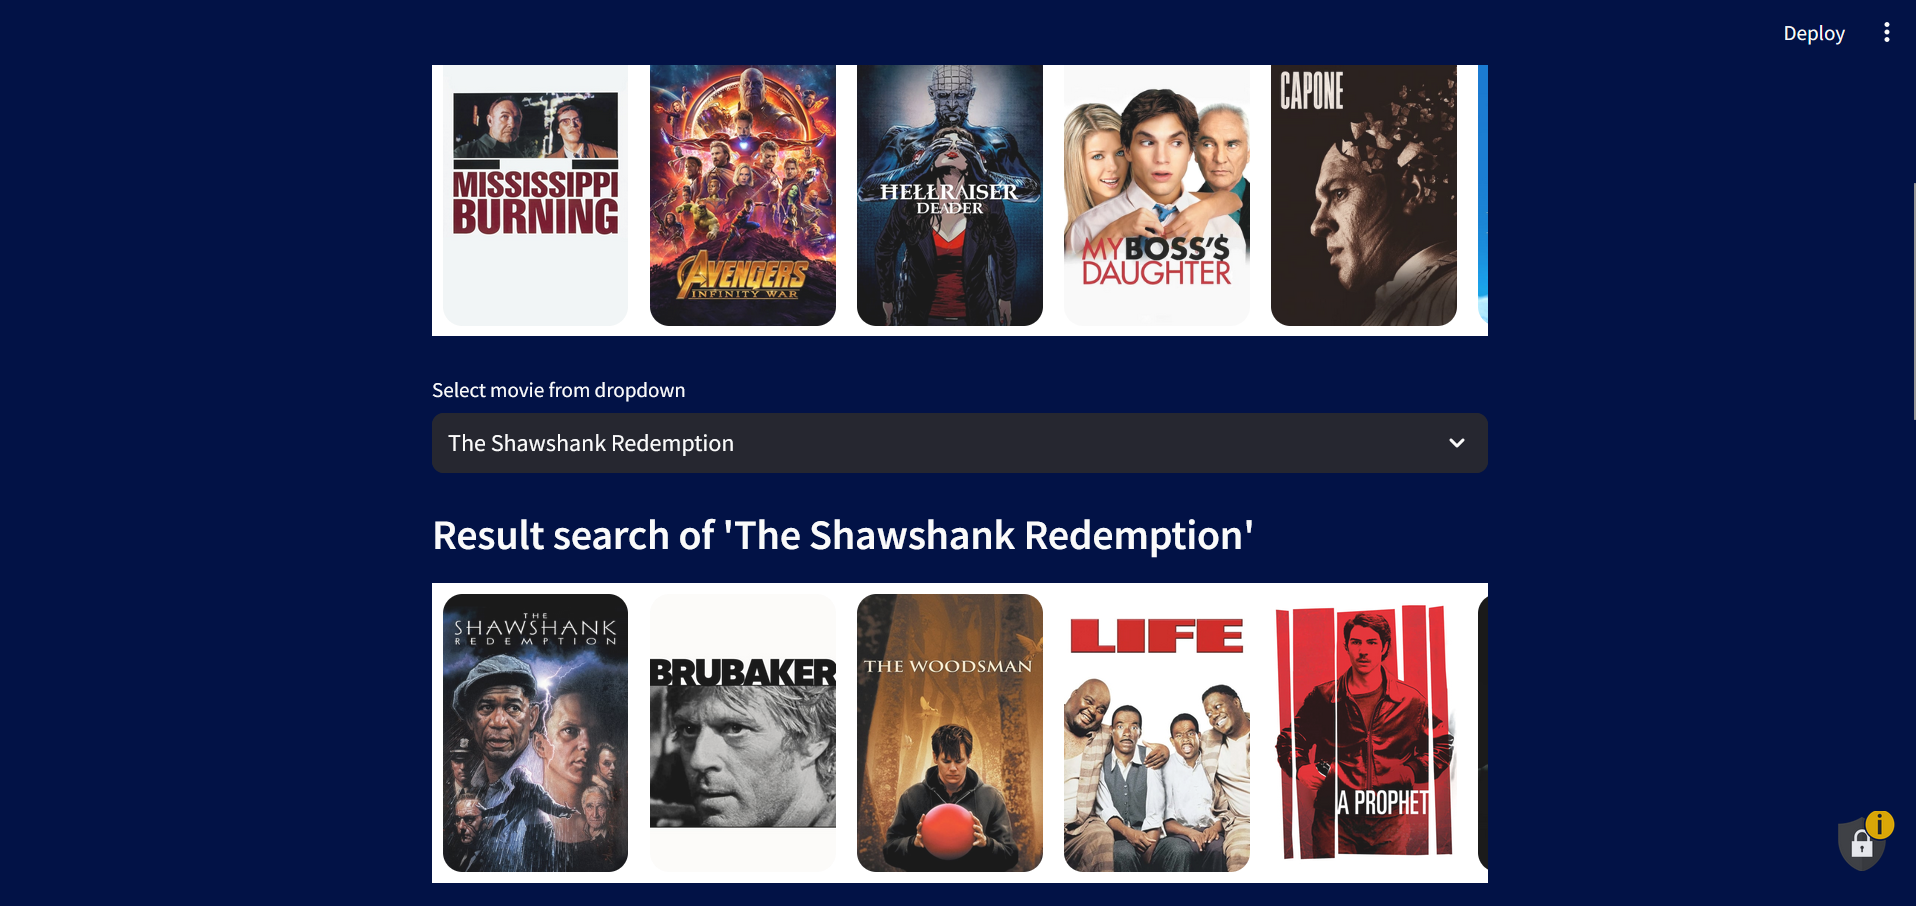 Deploy
MISSISSIPPI
BURNING
AVENGERS
INFINITY WAR
HELLRAISER
DEADER
MY BOSS'$
DAUGHTER
CAPONE
Select movie from dropdown
The Shawshank Redemption
Result search of 'The Shawshank Redemption'
THE
SHAWSHANK
REDEMPTION
BRUBAKER
THE WOODSMAN
LIFE
A PROPHET
i